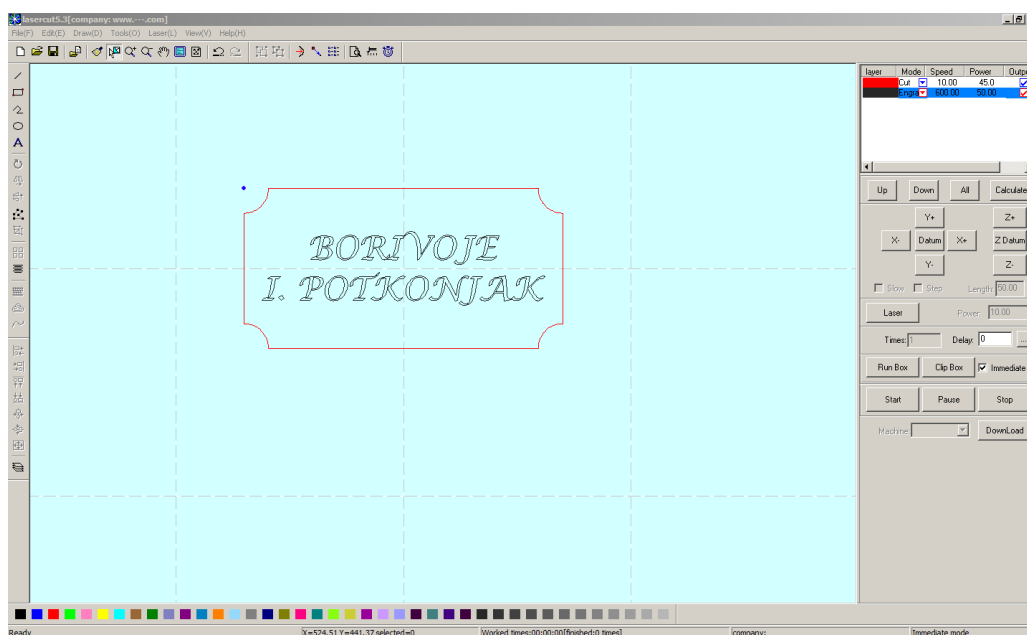 lasercut5.3[company: www.---.com]
File(F) Edit(E) Draw(D) Tools(O) Laser(L) View(V) Help(H)
layer Mode Speed Power Outpu
Cut 10.00 45.0
Engra 600.00 50.00
Up Down All Calculate
Y+ Z+
X- Datum X+ Z Datum
Y- Z-
Slow Step Length: 50.00
Laser Power: 10.00
Times: 1 Delay: 0 ...
Run Box Clip Box Immediate
Start Pause Stop
Machine: DownLoad
BORIVOJE
I. POTKONJAK
Ready X=524.51 Y=441.37 selected=0 Worked times:00:00:00[finished:0 times] company: Immediate mode